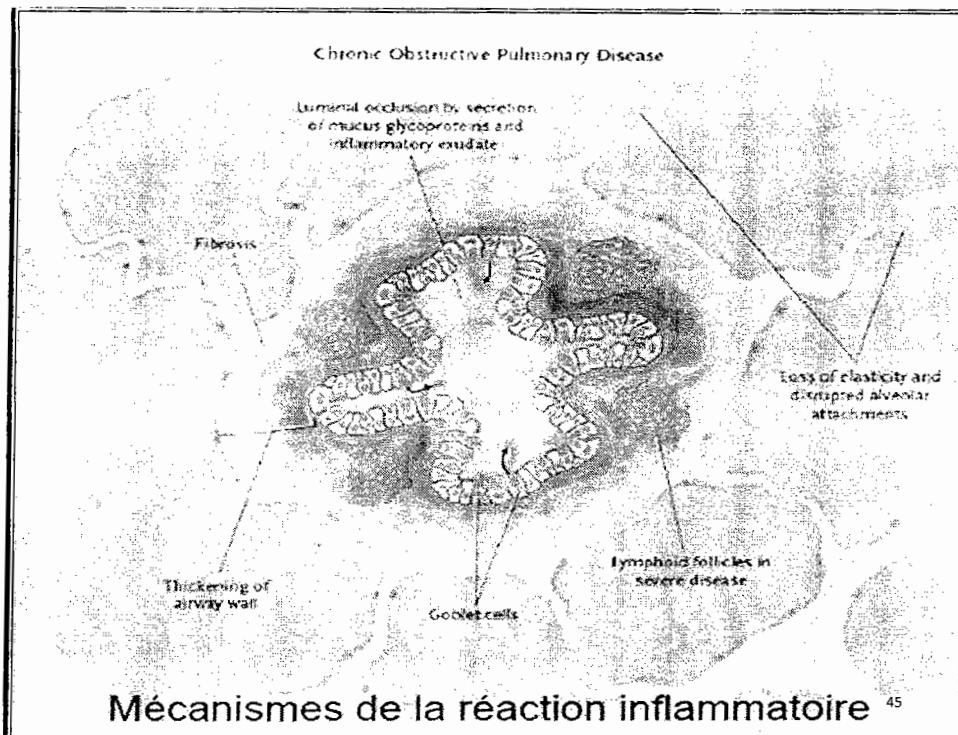 Chronic Obstructive Pulmonary Disease
Luminal occlusion by secretion
of mucus glycoproteins and
inflammatory exudate
Fibrosis
Loss of elasticity and
disrupted alveolar
attachments
Lymphoid follicles in
severe disease
Thickening of
airway wall
Goblet cells
Mécanismes de la réaction inflammatoire 45